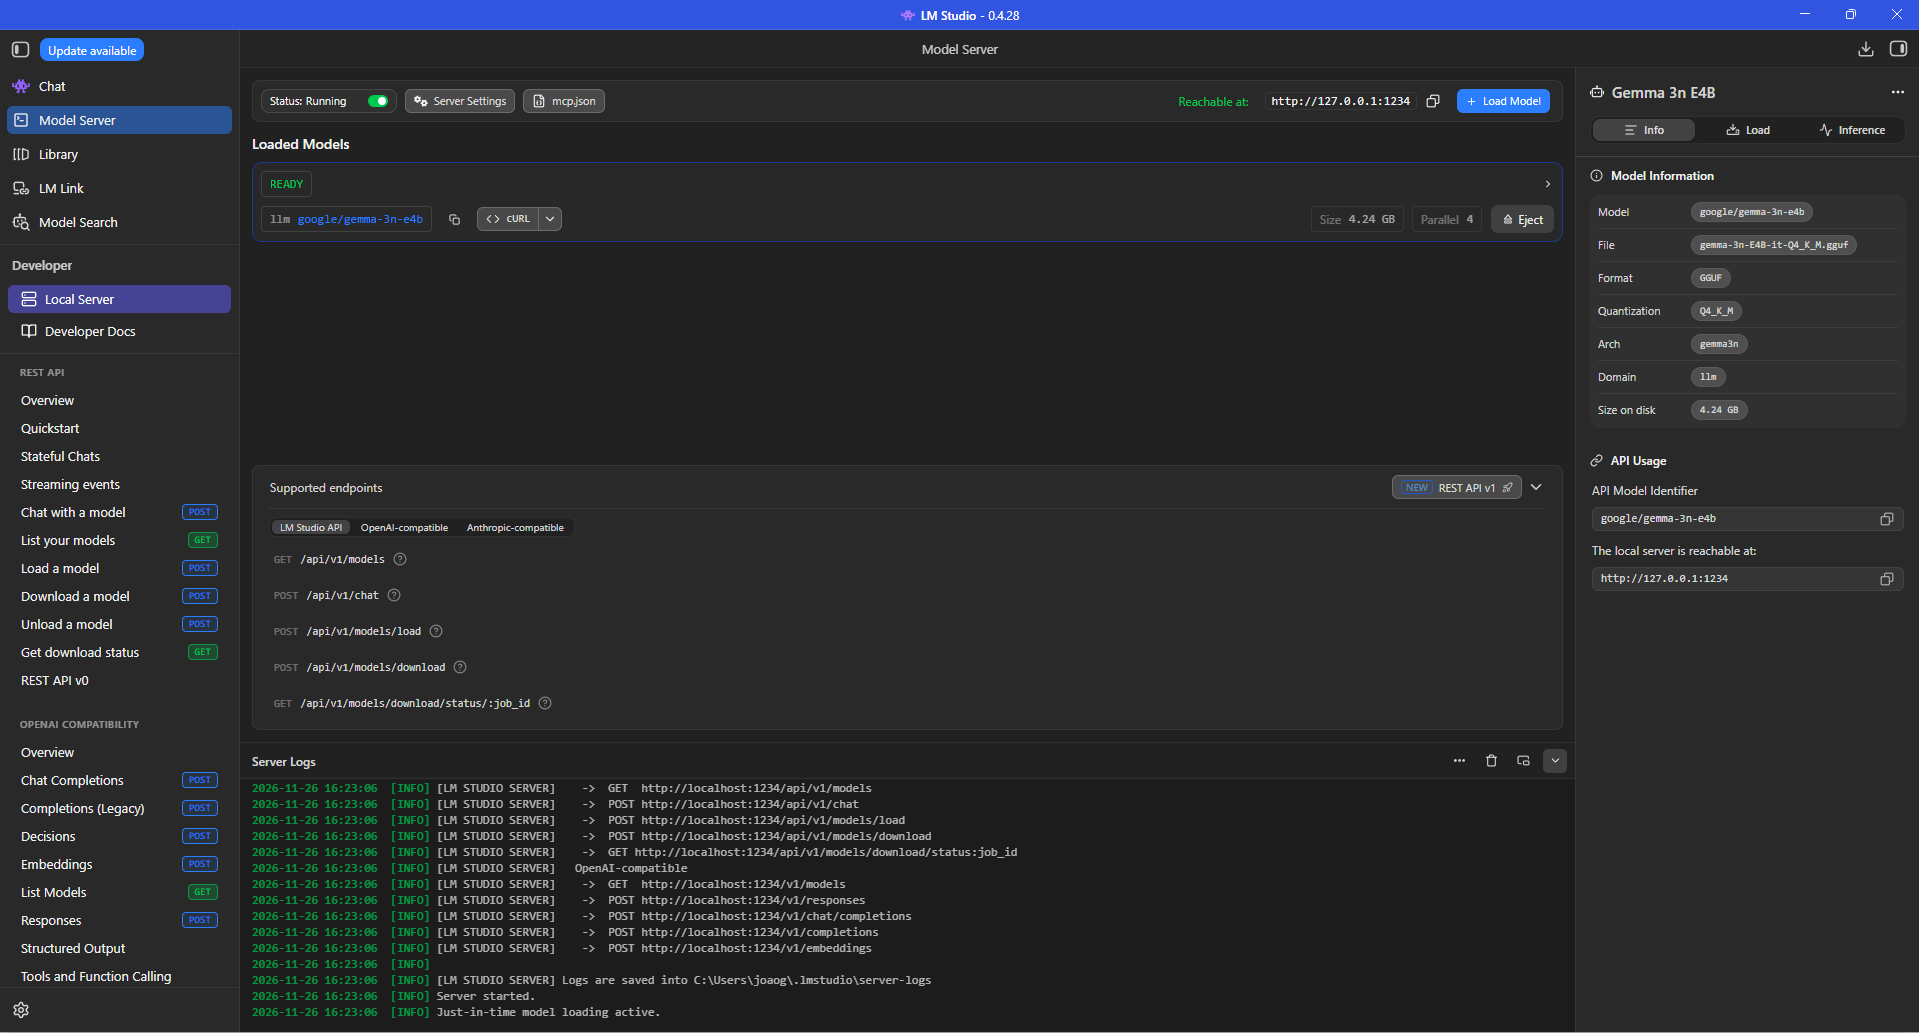 LM Studio - 0.4.28
Update available
Model Server
Chat
Model Server
Library
LM Link
Model Search
Developer
Local Server
Developer Docs
REST API
Overview
Quickstart
Stateful Chats
Streaming events
Chat with a model POST
List your models GET
Load a model POST
Download a model POST
Unload a model POST
Get download status GET
REST API v0
OPENAI COMPATIBILITY
Overview
Chat Completions POST
Completions (Legacy) POST
Decisions POST
Embeddings POST
List Models GET
Responses POST
Structured Output
Tools and Function Calling
Status: Running
Server Settings
mcp.json
Reachable at: http://127.0.0.1:1234
+ Load Model
Loaded Models
READY
llm google/gemma-3n-e4b
<> cURL
Size 4.24 GB
Parallel 4
Eject
Supported endpoints
NEW REST API v1
LM Studio API OpenAI-compatible Anthropic-compatible
GET /api/v1/models
POST /api/v1/chat
POST /api/v1/models/load
POST /api/v1/models/download
GET /api/v1/models/download/status/:job_id
Server Logs
2026-11-26 16:23:06 [INFO] [LM STUDIO SERVER] -> GET http://localhost:1234/api/v1/models
2026-11-26 16:23:06 [INFO] [LM STUDIO SERVER] -> POST http://localhost:1234/api/v1/chat
2026-11-26 16:23:06 [INFO] [LM STUDIO SERVER] -> POST http://localhost:1234/api/v1/models/load
2026-11-26 16:23:06 [INFO] [LM STUDIO SERVER] -> POST http://localhost:1234/api/v1/models/download
2026-11-26 16:23:06 [INFO] [LM STUDIO SERVER] -> GET http://localhost:1234/api/v1/models/download/status:job_id
2026-11-26 16:23:06 [INFO] [LM STUDIO SERVER] OpenAI-compatible
2026-11-26 16:23:06 [INFO] [LM STUDIO SERVER] -> GET http://localhost:1234/v1/models
2026-11-26 16:23:06 [INFO] [LM STUDIO SERVER] -> POST http://localhost:1234/v1/responses
2026-11-26 16:23:06 [INFO] [LM STUDIO SERVER] -> POST http://localhost:1234/v1/chat/completions
2026-11-26 16:23:06 [INFO] [LM STUDIO SERVER] -> POST http://localhost:1234/v1/completions
2026-11-26 16:23:06 [INFO] [LM STUDIO SERVER] -> POST http://localhost:1234/v1/embeddings
2026-11-26 16:23:06 [INFO]
2026-11-26 16:23:06 [INFO] [LM STUDIO SERVER] Logs are saved into C:\Users\joaog\.lmstudio\server-logs
2026-11-26 16:23:06 [INFO] Server started.
2026-11-26 16:23:06 [INFO] Just-in-time model loading active.
Gemma 3n E4B
Info Load Inference
Model Information
Model google/gemma-3n-e4b
File gemma-3n-E4B-it-Q4_K_M.gguf
Format GGUF
Quantization Q4_K_M
Arch gemma3n
Domain llm
Size on disk 4.24 GB
API Usage
API Model Identifier
google/gemma-3n-e4b
The local server is reachable at:
http://127.0.0.1:1234